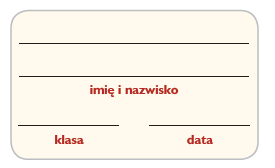 imię i nazwisko
klasa data